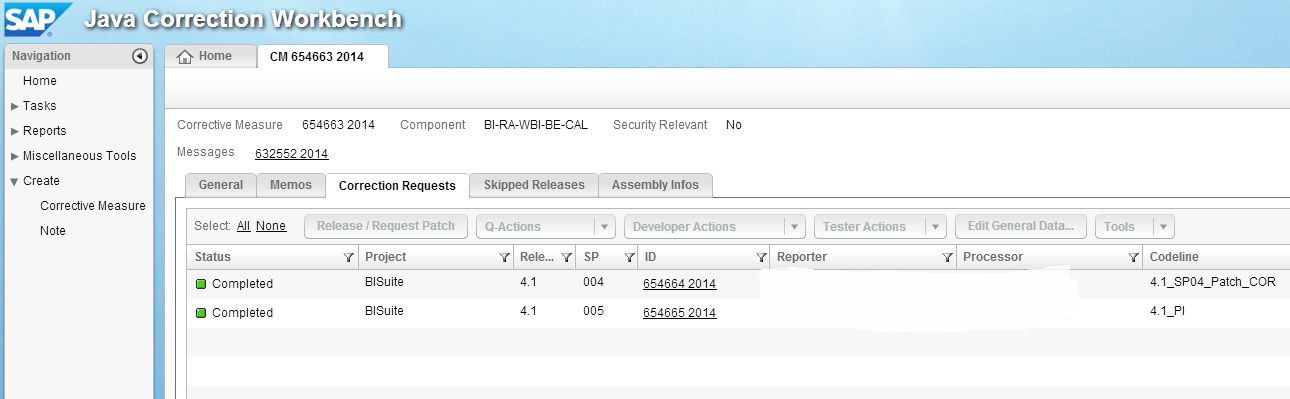 SAP Java Correction Workbench
Navigation
Home
Tasks
Reports
Miscellaneous Tools
Create
Corrective Measure
Note
Home CM 654663 2014
Corrective Measure 654663 2014 Component BI-RA-WBI-BE-CAL Security Relevant No
Messages 632552 2014
General Memos Correction Requests Skipped Releases Assembly Infos
Select: All None Release / Request Patch Q-Actions Developer Actions Tester Actions Edit General Data... Tools
Status Project Rele... SP ID Reporter Processor Codeline
Completed BISuite 4.1 004 654664 2014 4.1_SP04_Patch_COR
Completed BISuite 4.1 005 654665 2014 4.1_PI